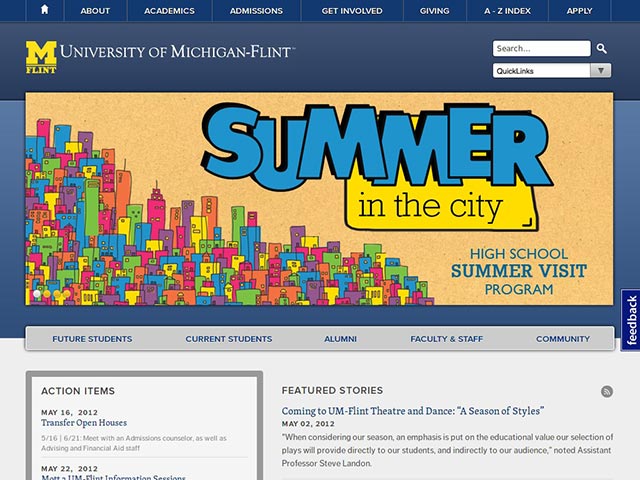 ABOUT ACADEMICS ADMISSIONS GET INVOLVED GIVING A - Z INDEX APPLY
M FLINT
UNIVERSITY OF MICHIGAN-FLINT™
Search...
QuickLinks
SUMMER
in the city
HIGH SCHOOL
SUMMER VISIT
PROGRAM
feedback
FUTURE STUDENTS CURRENT STUDENTS ALUMNI FACULTY & STAFF COMMUNITY
ACTION ITEMS
MAY 16, 2012
Transfer Open Houses
5/16 | 6/21: Meet with an Admissions counselor, as well as
Advising and Financial Aid staff
MAY 22, 2012
Mott 2 UM-Flint Information Sessions
FEATURED STORIES
Coming to UM-Flint Theatre and Dance: “A Season of Styles”
MAY 02, 2012
"When considering our season, an emphasis is put on the educational value our selection of
plays will provide directly to our students, and indirectly to our audience,” noted Assistant
Professor Steve Landon.